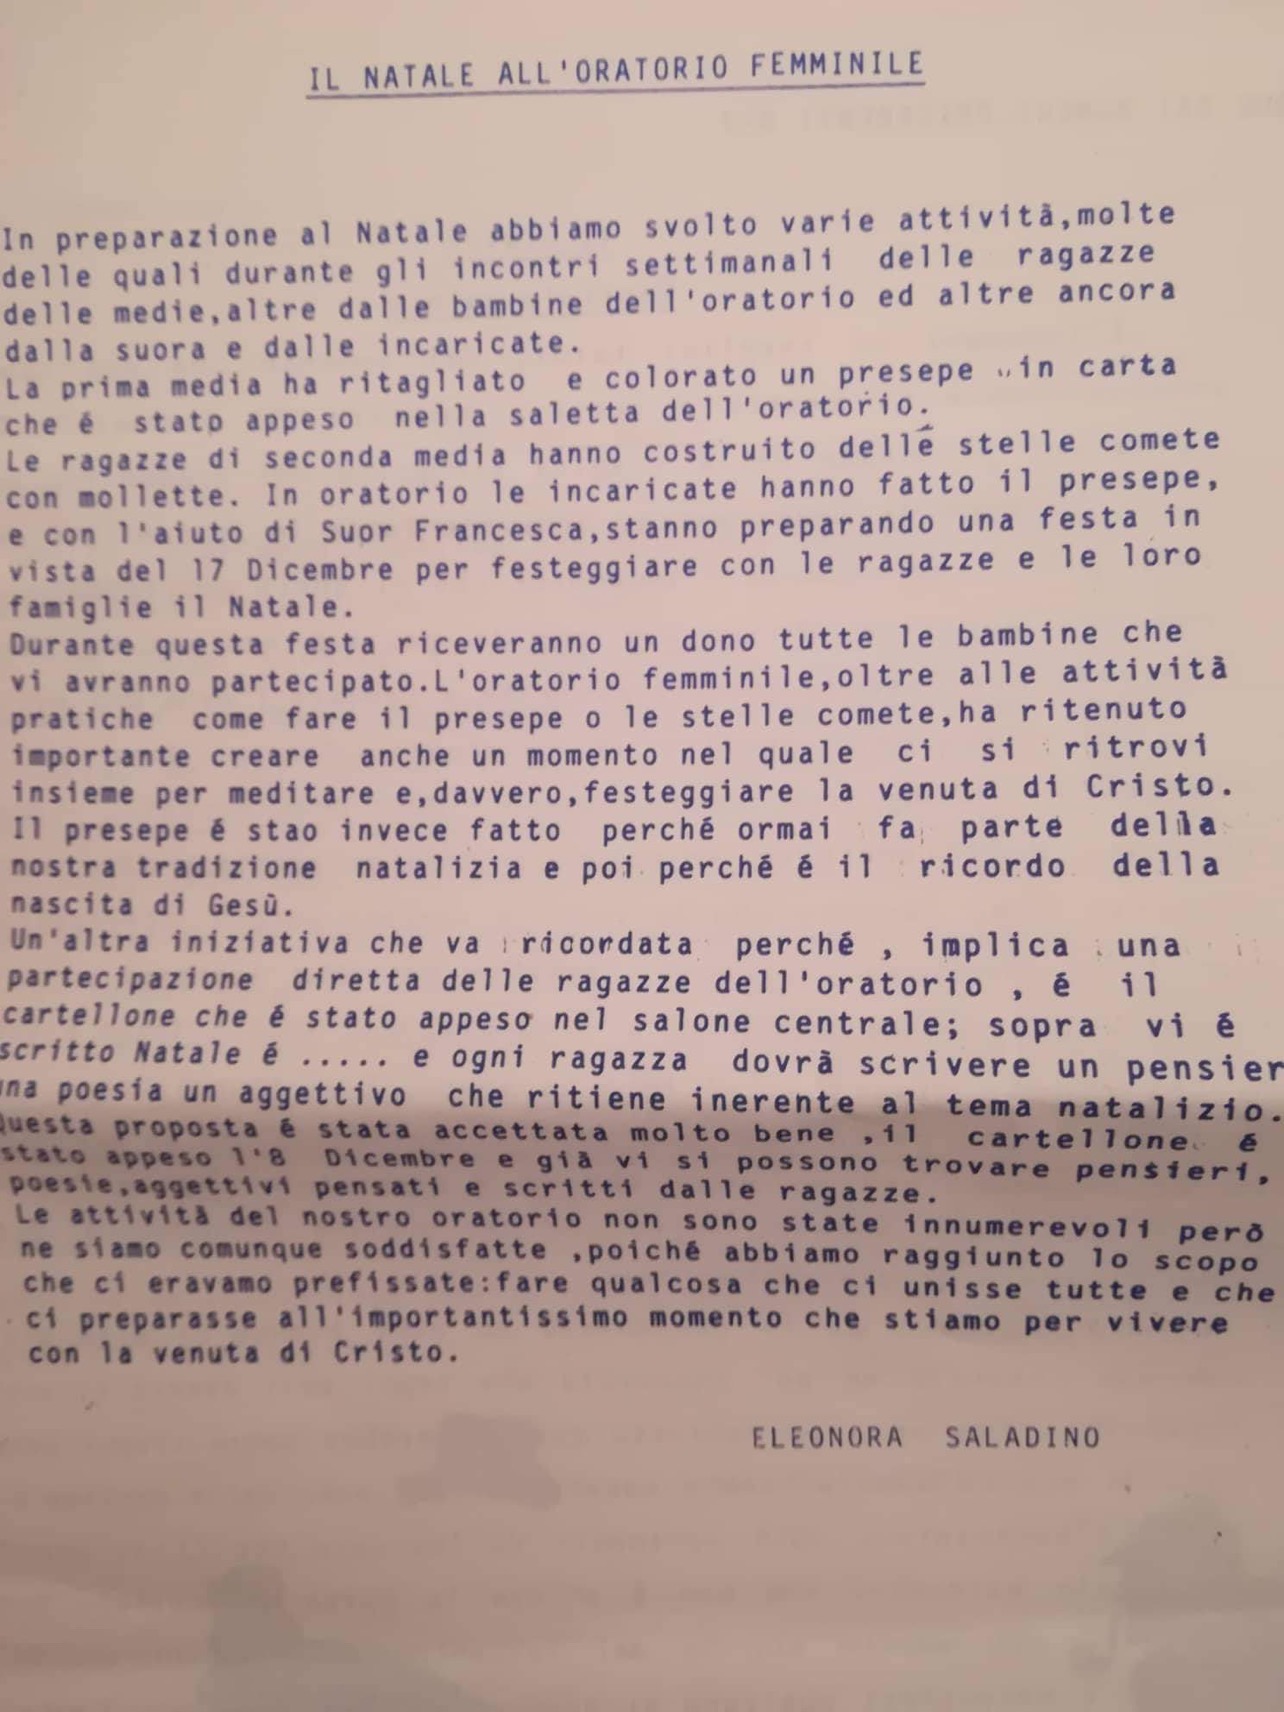 IL NATALE ALL'ORATORIO FEMMINILE
In preparazione al Natale abbiamo svolto varie attività,molte
delle quali durante gli incontri settimanali delle ragazze
delle medie,altre dalle bambine dell'oratorio ed altre ancora
dalla suora e dalle incaricate.
La prima media ha ritagliato e colorato un presepe in carta
che é stato appeso nella saletta dell'oratorio.
Le ragazze di seconda media hanno costruito delle stelle comete
con mollette. In oratorio le incaricate hanno fatto il presepe,
e con l'aiuto di Suor Francesca,stanno preparando una festa in
vista del 17 Dicembre per festeggiare con le ragazze e le loro
famiglie il Natale.
Durante questa festa riceveranno un dono tutte le bambine che
vi avranno partecipato.L'oratorio femminile,oltre alle attività
pratiche come fare il presepe o le stelle comete,ha ritenuto
importante creare anche un momento nel quale ci si ritrovi
insieme per meditare e,davvero,festeggiare la venuta di Cristo.
Il presepe é stao invece fatto perché ormai fa parte della
nostra tradizione natalizia e poi perché é il ricordo della
nascita di Gesù.
Un'altra iniziativa che va ricordata perché , implica una
partecipazione diretta delle ragazze dell'oratorio , é il
cartellone che é stato appeso nel salone centrale; sopra vi é
scritto Natale é ..... e ogni ragazza dovrà scrivere un pensier
una poesia un aggettivo che ritiene inerente al tema natalizio.
Questa proposta é stata accettata molto bene ,il cartellone é
stato appeso l'8 Dicembre e già vi si possono trovare pensieri,
poesie,aggettivi pensati e scritti dalle ragazze.
Le attività del nostro oratorio non sono state innumerevoli però
ne siamo comunque soddisfatte ,poiché abbiamo raggiunto lo scopo
che ci eravamo prefissate:fare qualcosa che ci unisse tutte e che
ci preparasse all'importantissimo momento che stiamo per vivere
con la venuta di Cristo.
ELEONORA SALADINO